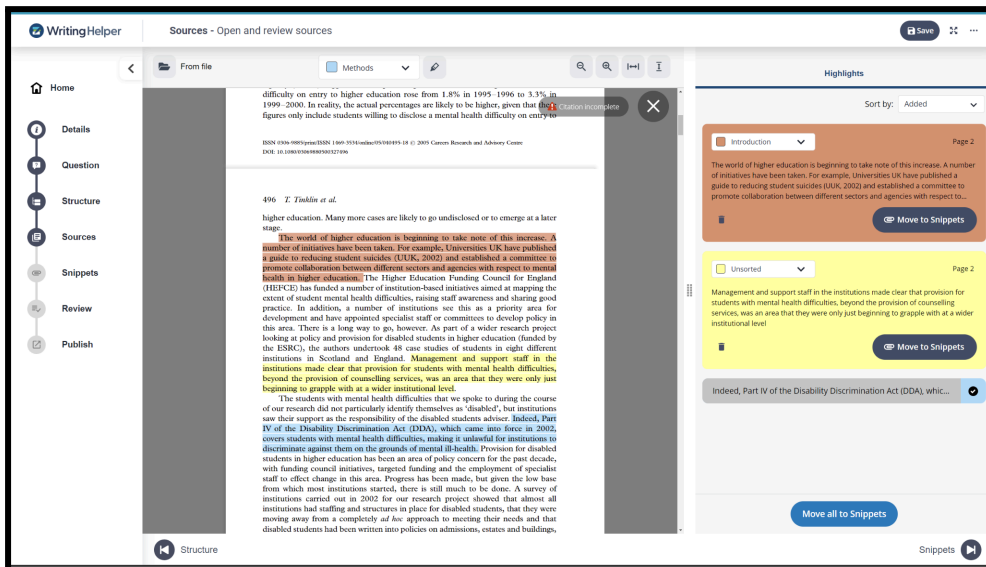 WritingHelper
Sources - Open and review sources
Save
Home
Details
Question
Structure
Sources
Snippets
Review
Publish
From file
Methods
difficulty on entry to higher education rose from 1.8% in 1995–1996 to 3.3% in
1999–2000. In reality, the actual percentages are likely to be higher, given that these
figures only include students willing to disclose a mental health difficulty on entry to
Citation Incomplete
ISSN 0306-9885/print/ISSN 1469-3534/online/05/040495-18 © 2005 Careers Research and Advisory Centre
DOI: 10.1080/03069880500327496
496 T. Tinklin et al.
higher education. Many more cases are likely to go undisclosed or to emerge at a later
stage.
The world of higher education is beginning to take note of this increase. A
number of initiatives have been taken. For example, Universities UK have published
a guide to reducing student suicides (UUK, 2002) and established a committee to
promote collaboration between different sectors and agencies with respect to mental
health in higher education. The Higher Education Funding Council for England
(HEFCE) has funded a number of institution-based initiatives aimed at mapping the
extent of student mental health difficulties, raising staff awareness and sharing good
practice. In addition, a number of institutions see this as a priority area for
development and have appointed specialist staff or committees to develop policy in
this area. There is a long way to go, however. As part of a wider research project
looking at policy and provision for disabled students in higher education (funded by
the ESRC), the authors undertook 48 case studies of students in eight different
institutions in Scotland and England. Management and support staff in the
institutions made clear that provision for students with mental health difficulties,
beyond the provision of counselling services, was an area that they were only just
beginning to grapple with at a wider institutional level.
The students with mental health difficulties that we spoke to during the course
of our research did not particularly identify themselves as ‘disabled’, but institutions
saw their support as the responsibility of the disabled students adviser. Indeed, Part
IV of the Disability Discrimination Act (DDA), which came into force in 2002,
covers students with mental health difficulties, making it unlawful for institutions to
discriminate against them on the grounds of mental ill-health. Provision for disabled
students in higher education has been an area of policy concern for the past decade,
with funding council initiatives, targeted funding and the employment of specialist
staff to effect change in this area. Progress has been made, but given the low base
from which most institutions started, there is still much to be done. A survey of
institutions carried out in 2002 for our research project showed that almost all
institutions had staffing and structures in place for disabled students, that they were
moving away from a completely ad hoc approach to meeting their needs and that
disabled students had been written into policies on admissions, estates and buildings,
Highlights
Sort by: Added
Introduction
Page 2
The world of higher education is beginning to take note of this increase. A number
of initiatives have been taken. For example, Universities UK have published a
guide to reducing student suicides (UUK, 2002) and established a committee to
promote collaboration between different sectors and agencies with respect to...
Move to Snippets
Unsorted
Page 2
Management and support staff in the institutions made clear that provision for
students with mental health difficulties, beyond the provision of counselling
services, was an area that they were only just beginning to grapple with at a wider
institutional level
Move to Snippets
Indeed, Part IV of the Disability Discrimination Act (DDA), whic...
Move all to Snippets
Structure
Snippets